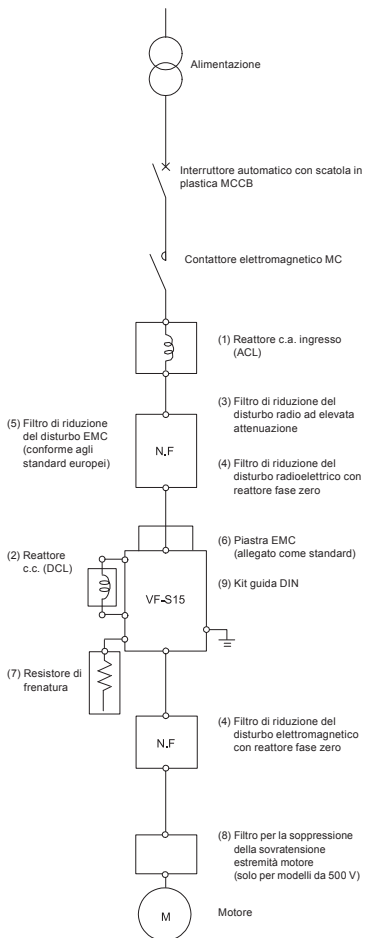 Alimentazione
Interruttore automatico con scatola in
plastica MCCB
Contattore elettromagnetico MC
(1) Reattore c.a. ingresso
(ACL)
(3) Filtro di riduzione del
disturbo radio ad elevata
attenuazione
(5) Filtro di riduzione
del disturbo EMC
(conforme agli
standard europei)
N.F
(4) Filtro di riduzione del
disturbo radioelettrico con
reattore fase zero
(6) Piastra EMC
(allegato come standard)
(2) Reattore
c.c. (DCL)
(9) Kit guida DIN
VF-S15
(7) Resistore di
frenatura
N.F
(4) Filtro di riduzione del
disturbo elettromagnetico
con reattore fase zero
(8) Filtro per la soppressione
della sovratensione
estremità motore
(solo per modelli da 500 V)
M
Motore